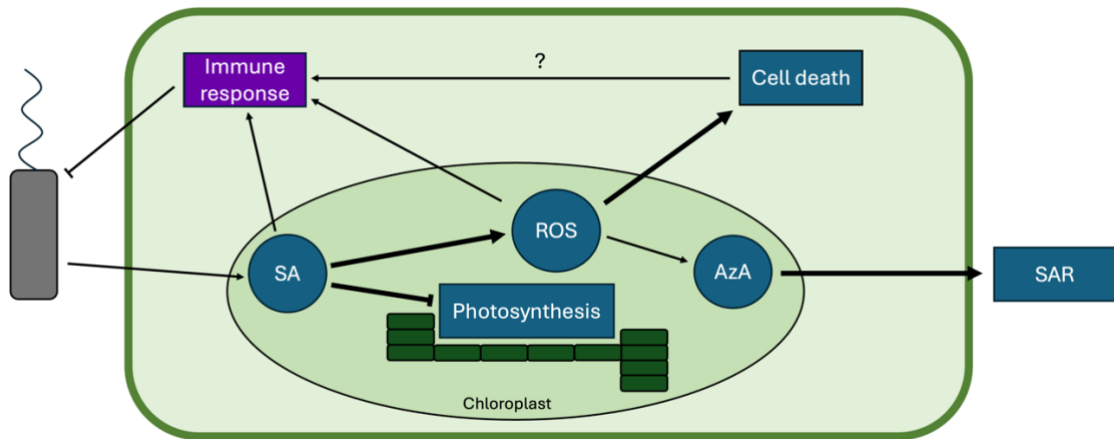 Immune
response
?
Cell death
ROS
SA
AzA
SAR
Photosynthesis
Chloroplast